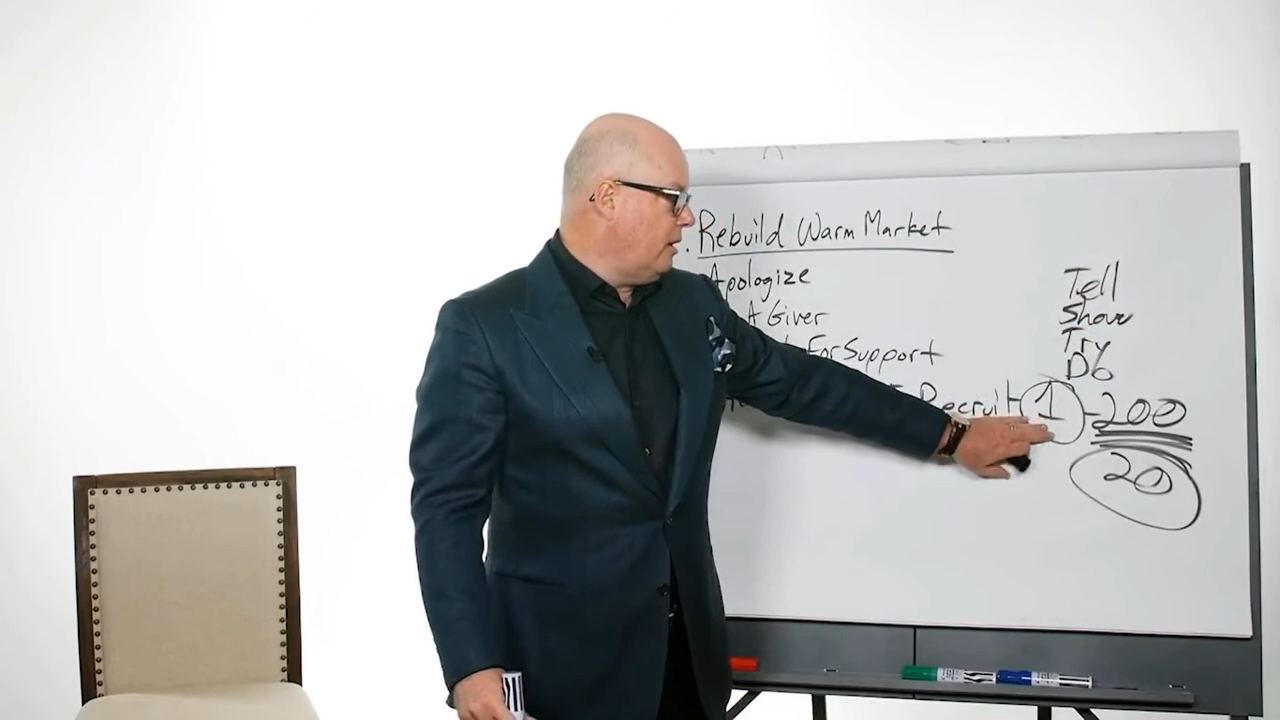 Rebuild Warm Market
Apologize
A Giver
For Support
Recruit 1 - 200
20
Tell
Show
Try
Do